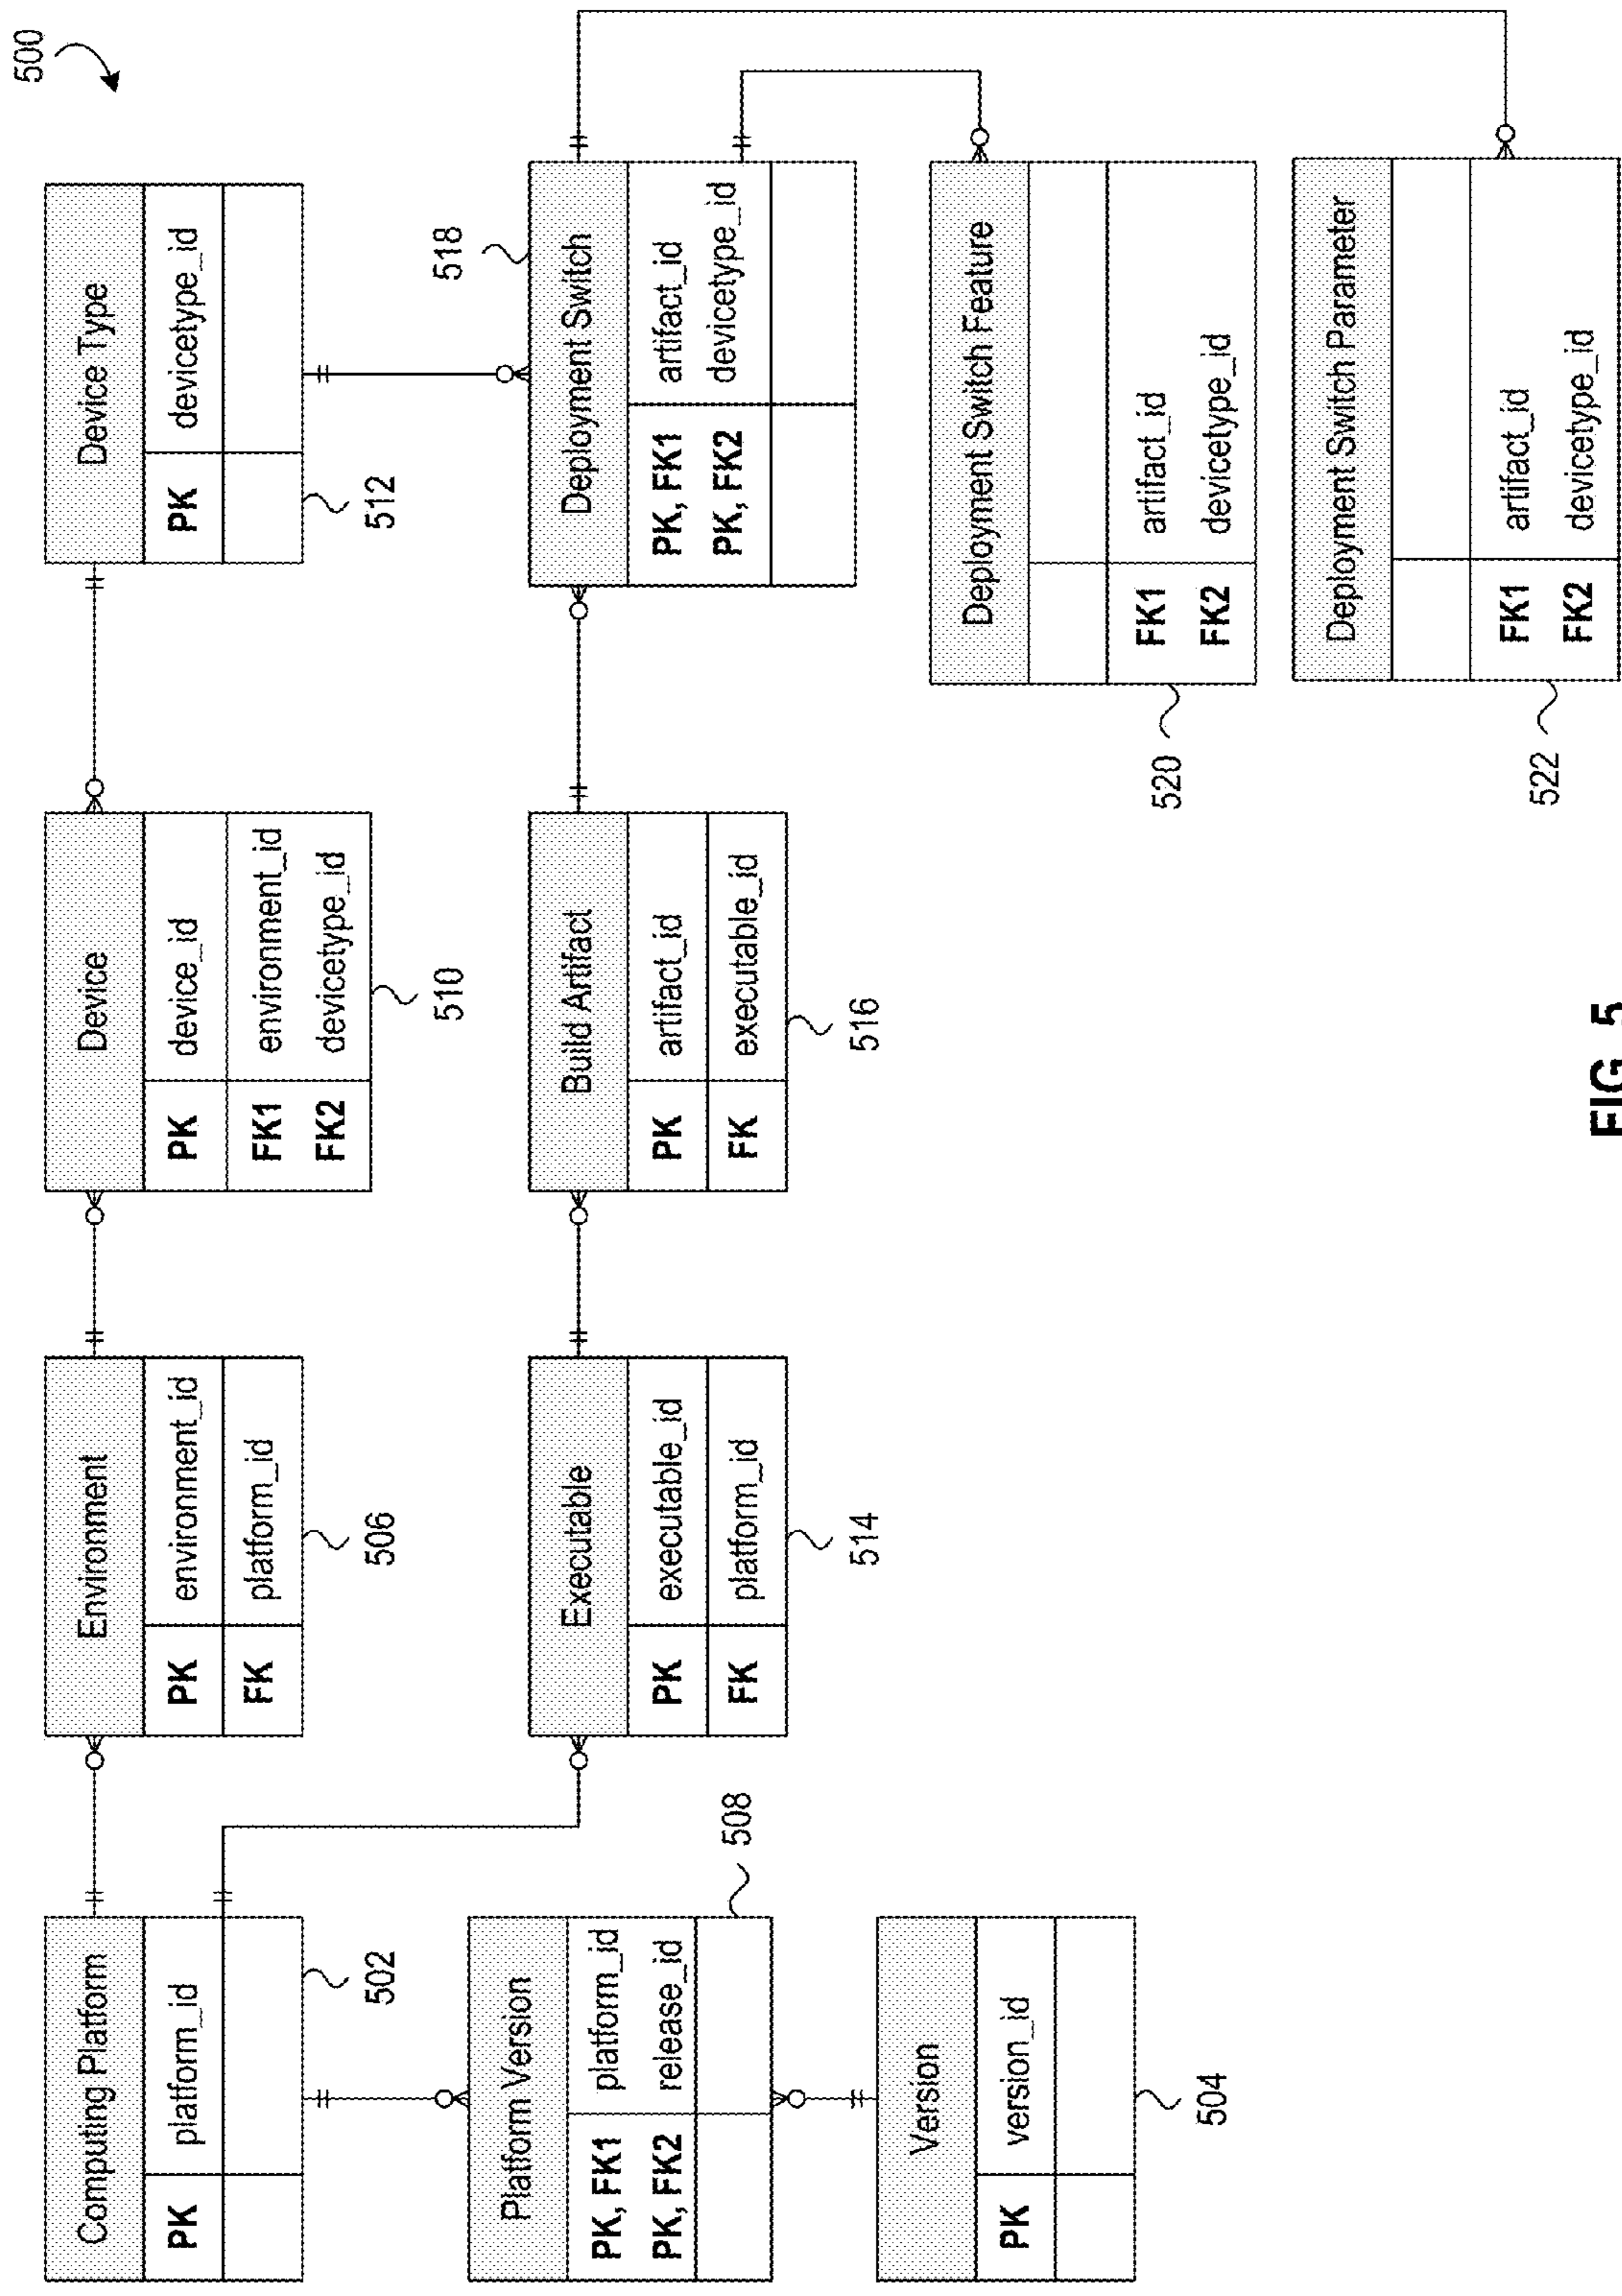 500
Computing Platform
PK platform_id
502
Environment
PK environment_id
FK platform_id
506
Device
PK device_id
FK1 environment_id
FK2 devicetype_id
510
Device Type
PK devicetype_id
512
Platform Version
PK, FK1 platform_id
PK, FK2 release_id
508
Executable
PK executable_id
FK platform_id
514
Build Artifact
PK artifact_id
FK executable_id
516
Deployment Switch
PK, FK1 artifact_id
PK, FK2 devicetype_id
518
Version
PK version_id
504
Deployment Switch Feature
FK1 artifact_id
FK2 devicetype_id
520
Deployment Switch Parameter
FK1 artifact_id
FK2 devicetype_id
522
FIG. 5